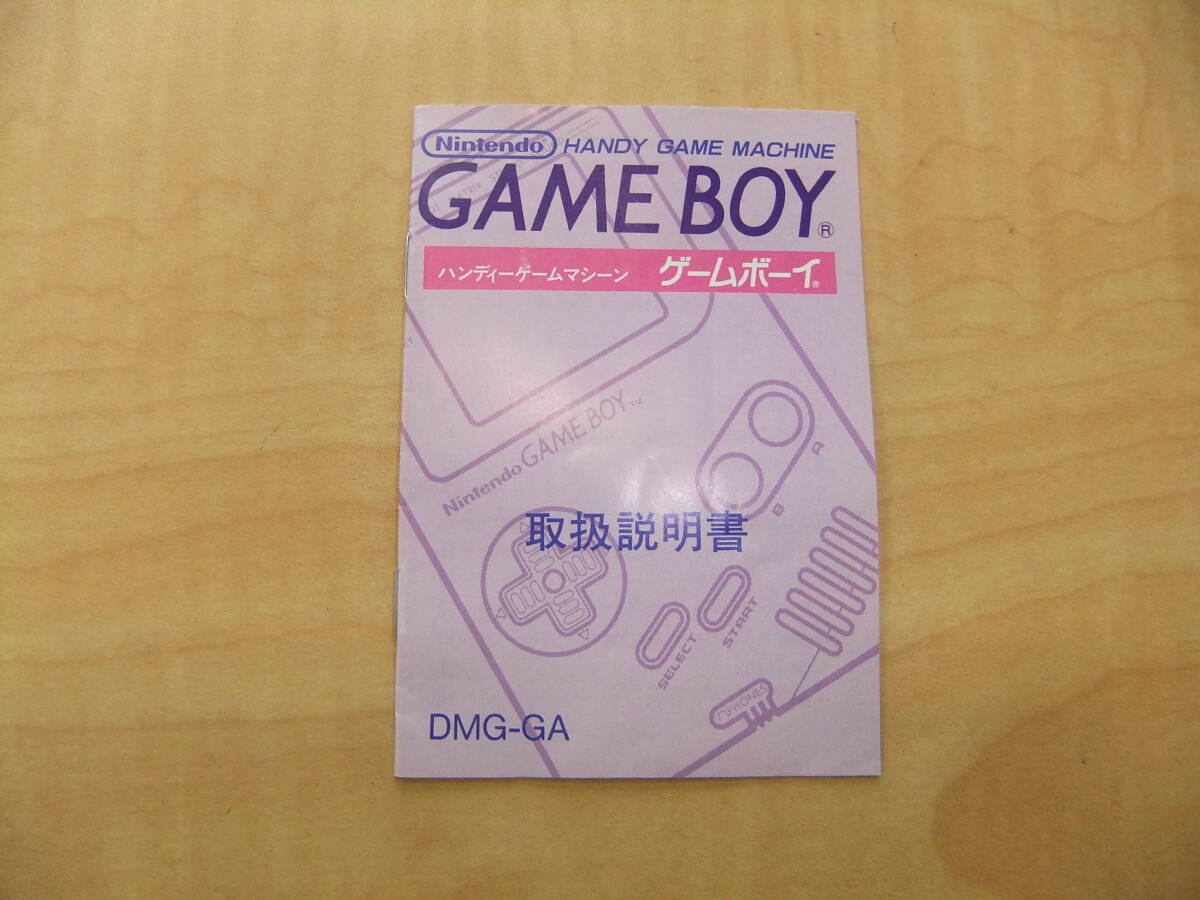 Nintendo HANDY GAME MACHINE
GAME BOY®
ハンディーゲームマシーン ゲームボーイ®
Nintendo GAME BOY™
A
B
取扱説明書
SELECT
START
PHONES
DMG-GA